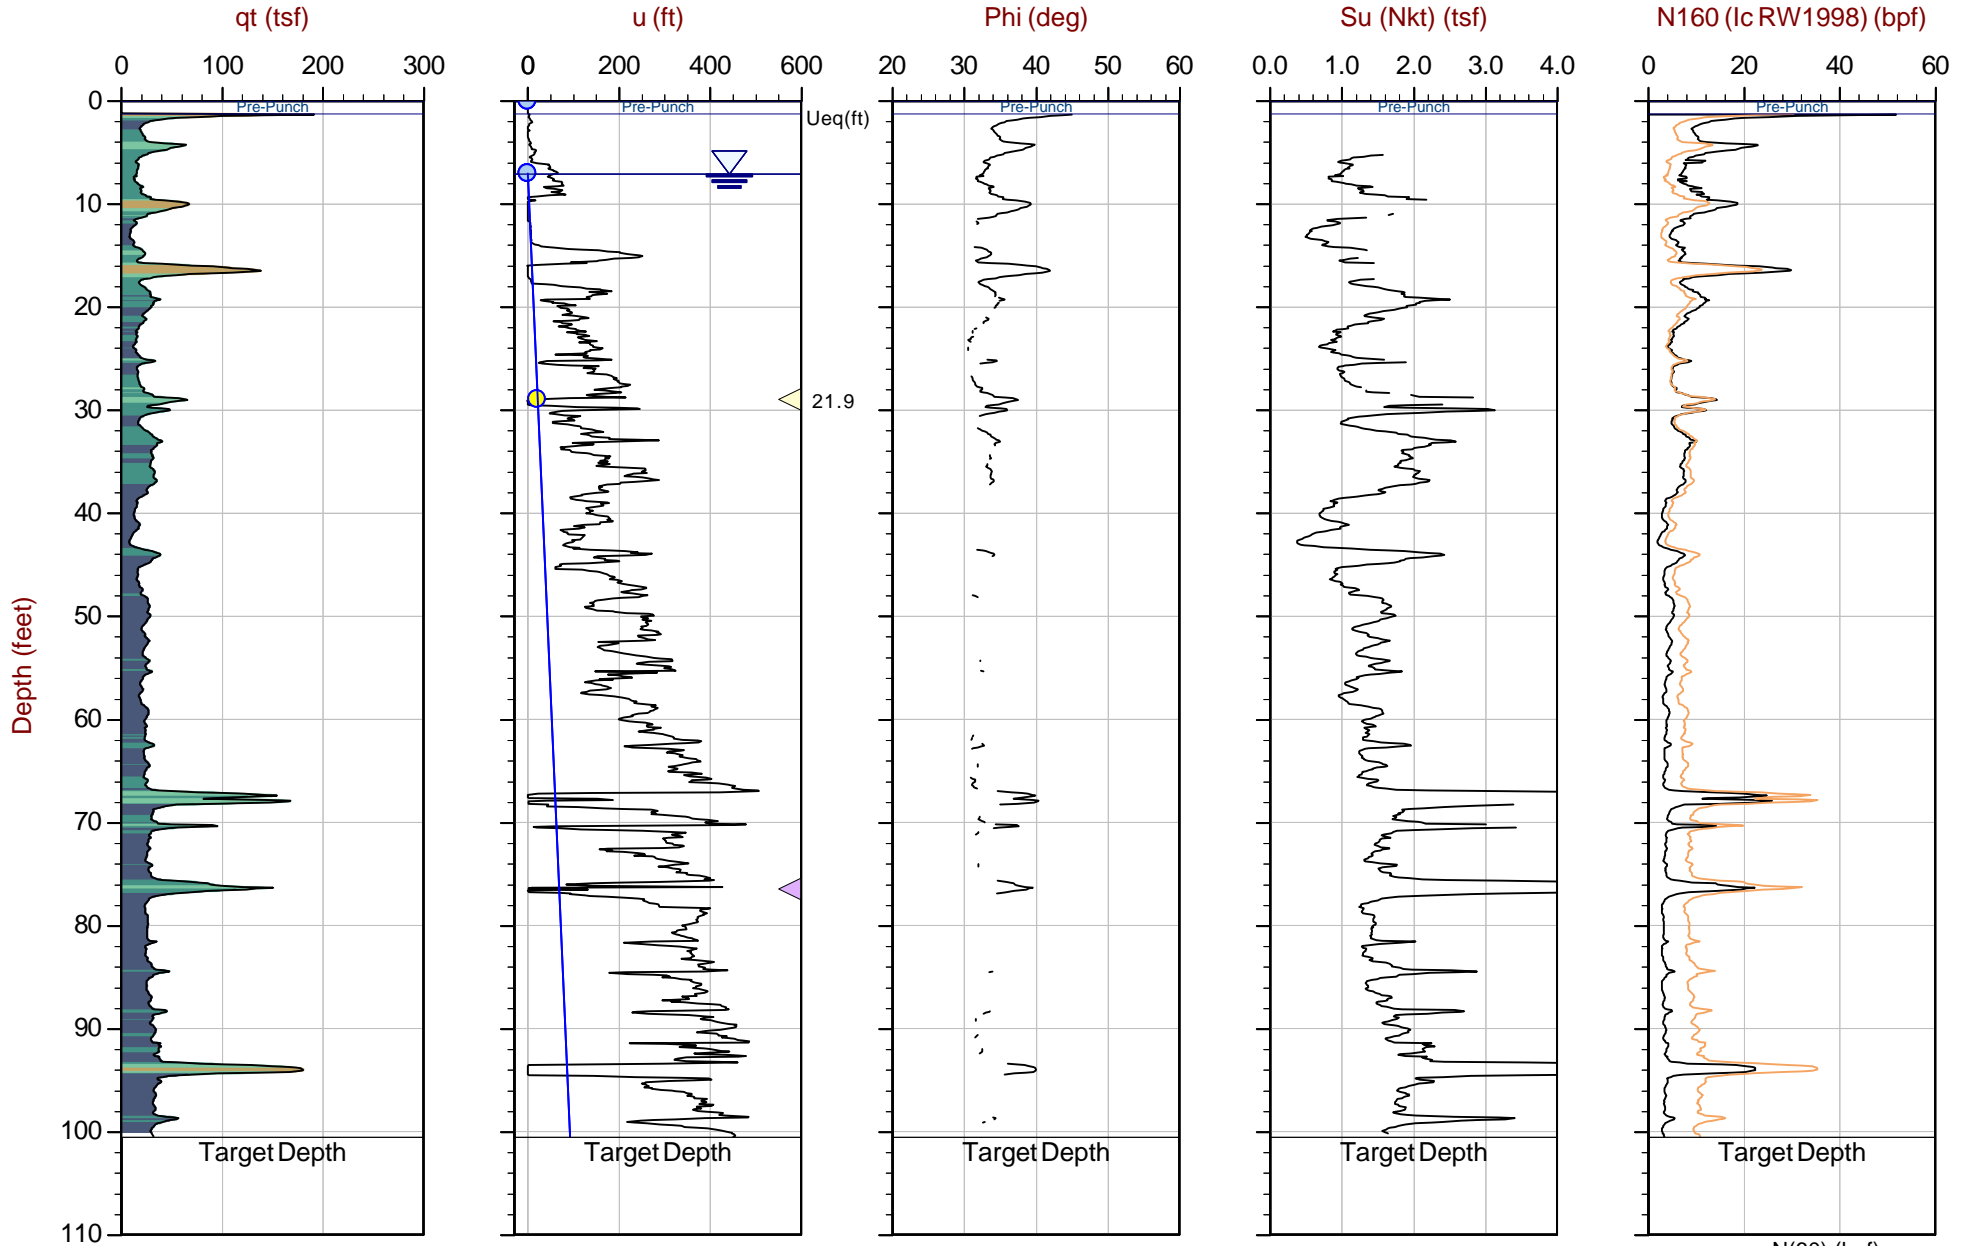 qt (tsf) u (ft) Phi (deg) Su (Nkt) (tsf) N160 (Ic RW1998) (bpf)
0 100 200 300 0 200 400 600 20 30 40 50 60 0.0 1.0 2.0 3.0 4.0 0 20 40 60
0
Pre-Punch Pre-Punch Pre-Punch Pre-Punch Pre-Punch
Ueq(ft)
10
20
30
21.9
40
50
Depth (feet)
60
70
80
90
100
Target Depth Target Depth Target Depth Target Depth Target Depth
110